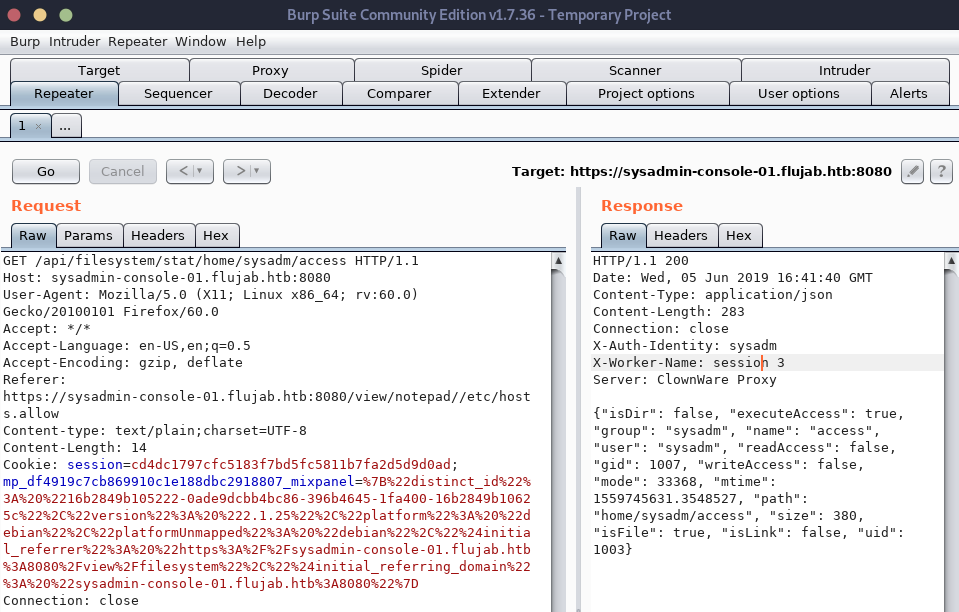 Burp Suite Community Edition v1.7.36 - Temporary Project
Burp Intruder Repeater Window Help
Target Proxy Spider Scanner Intruder
Repeater Sequencer Decoder Comparer Extender Project options User options Alerts
1 × ...
Go Cancel < > Target: https://sysadmin-console-01.flujab.htb:8080 ?
Request
Raw Params Headers Hex
GET /api/filesystem/stat/home/sysadm/access HTTP/1.1
Host: sysadmin-console-01.flujab.htb:8080
User-Agent: Mozilla/5.0 (X11; Linux x86_64; rv:60.0)
Gecko/20100101 Firefox/60.0
Accept: */*
Accept-Language: en-US,en;q=0.5
Accept-Encoding: gzip, deflate
Referer:
https://sysadmin-console-01.flujab.htb:8080/view/notepad//etc/host
s.allow
Content-type: text/plain;charset=UTF-8
Content-Length: 14
Cookie: session=cd4dc1797cfc5183f7bd5fc5811b7fa2d5d9d0ad;
mp_df4919c7cb869910c1e188dbc2918807_mixpanel=%7B%22distinct_id%22%
3A%20%2216b2849b105222-0ade9dcbb4bc86-396b4645-1fa400-16b2849b1062
5c%22%2C%22version%22%3A%20%222.1.25%22%2C%22platform%22%3A%20%22d
ebian%22%2C%22platformUnmapped%22%3A%20%22debian%22%2C%22%24initia
l_referrer%22%3A%20%22https%3A%2F%2Fsysadmin-console-01.flujab.htb
%3A8080%2Fview%2Ffilesystem%22%2C%22%24initial_referring_domain%22
%3A%20%22sysadmin-console-01.flujab.htb%3A8080%22%7D
Connection: close
Response
Raw Headers Hex
HTTP/1.1 200
Date: Wed, 05 Jun 2019 16:41:40 GMT
Content-Type: application/json
Content-Length: 283
Connection: close
X-Auth-Identity: sysadm
X-Worker-Name: session 3
Server: ClownWare Proxy
{"isDir": false, "executeAccess": true,
"group": "sysadm", "name": "access",
"user": "sysadm", "readAccess": false,
"gid": 1007, "writeAccess": false,
"mode": 33368, "mtime":
1559745631.3548527, "path":
"home/sysadm/access", "size": 380,
"isFile": true, "isLink": false, "uid":
1003}